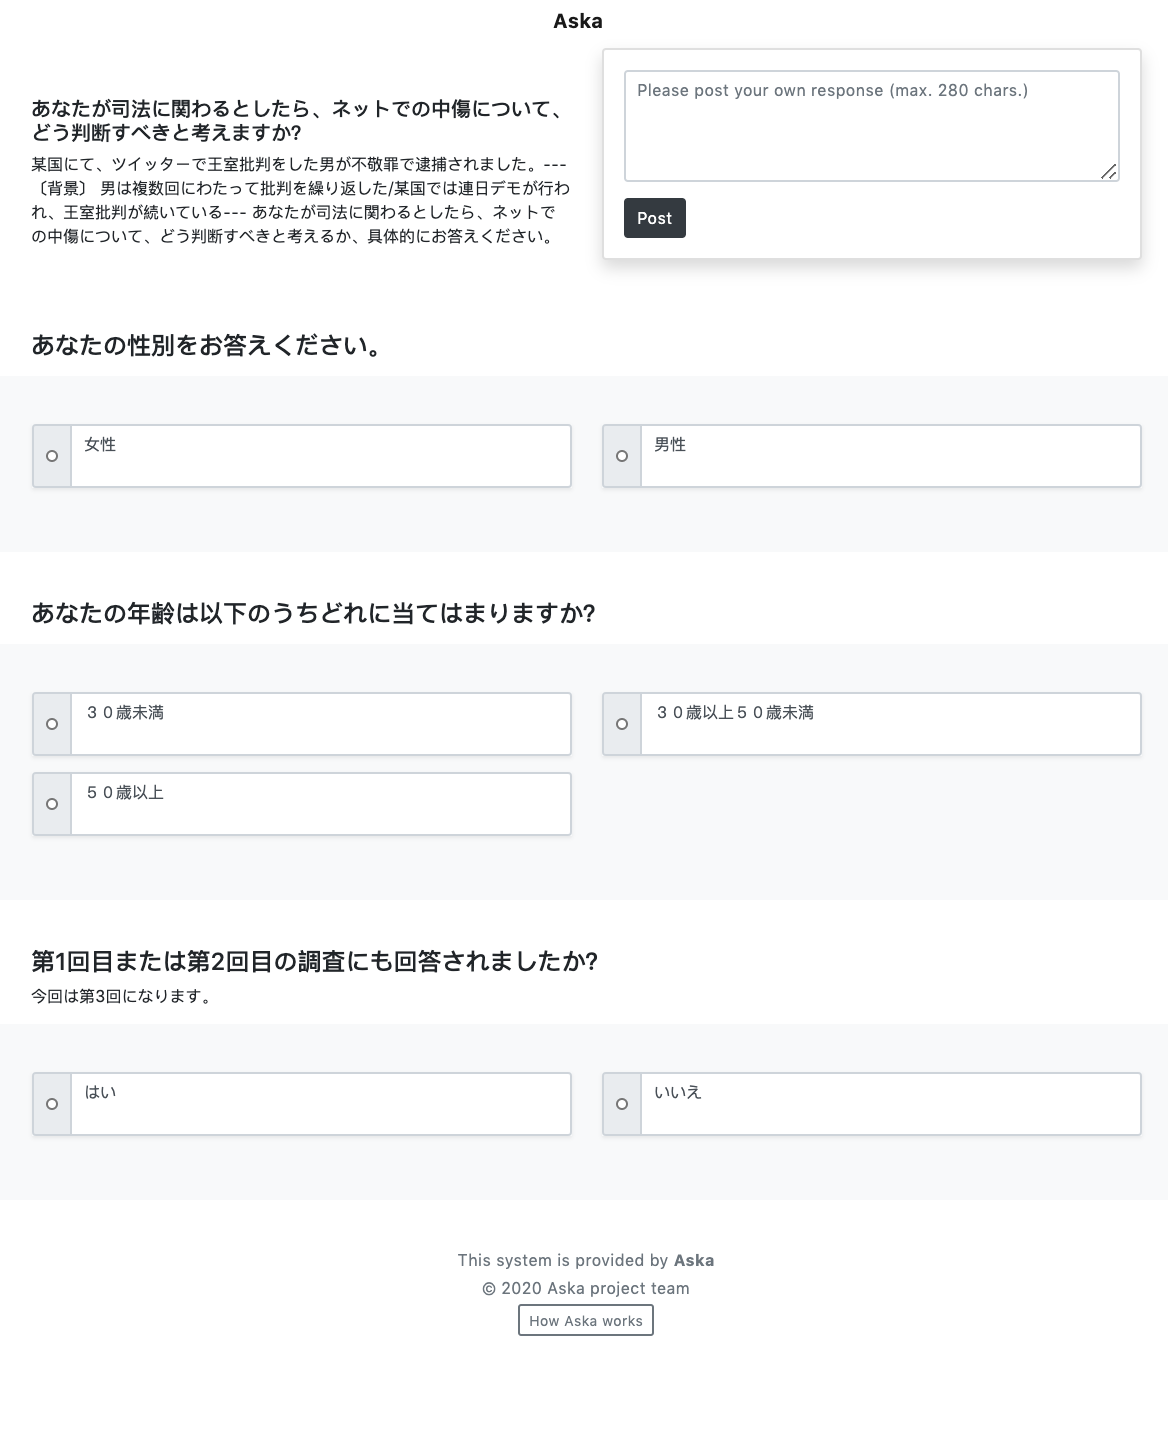 Aska
あなたが司法に関わるとしたら、ネットでの中傷について、
どう判断すべきと考えますか?
某国にて、ツイッターで王室批判をした男が不敬罪で逮捕されました。---
〔背景〕 男は複数回にわたって批判を繰り返した/某国では連日デモが行わ
れ、王室批判が続いている--- あなたが司法に関わるとしたら、ネットで
の中傷について、どう判断すべきと考えるか、具体的にお答えください。
Please post your own response (max. 280 chars.)
Post
あなたの性別をお答えください。
女性
男性
あなたの年齢は以下のうちどれに当てはまりますか?
３０歳未満
３０歳以上５０歳未満
５０歳以上
第1回目または第2回目の調査にも回答されましたか?
今回は第3回になります。
はい
いいえ
This system is provided by Aska
© 2020 Aska project team
How Aska works